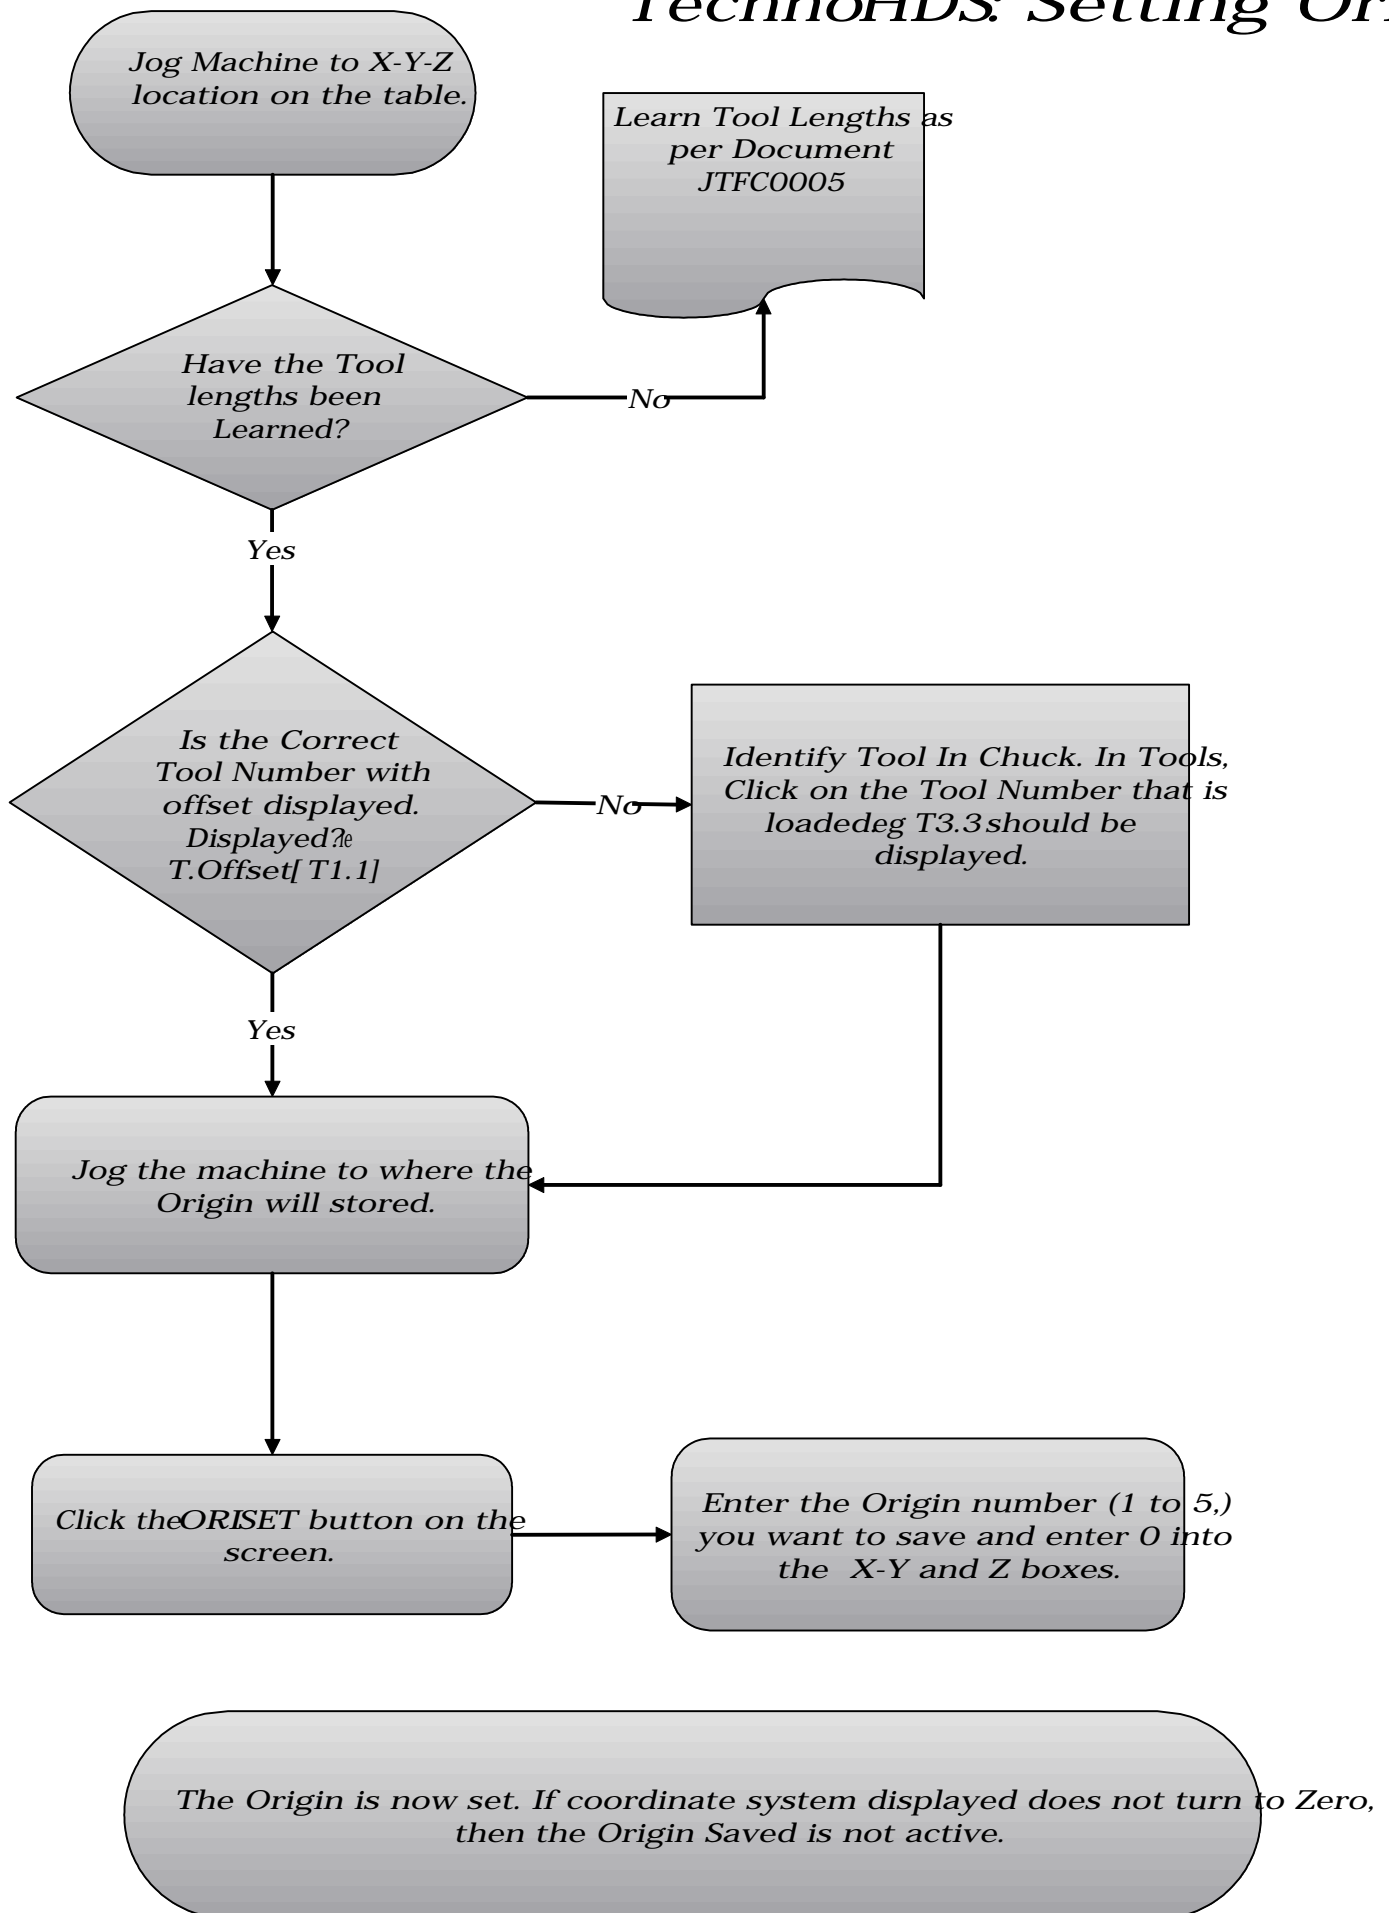 TechnoHDS: Setting
Jog Machine to X-Y-Z
location on the table.
Learn Tool Lengths as
per Document
JTFC0005
Have the Tool
lengths been
Learned?
No
Yes
Is the Correct
Tool Number with
offset displayed.
Displayed? ie
T.Offset[ T1.1]
No
Identify Tool In Chuck. In Tools,
Click on the Tool Number that is
loaded.eg T3.3 should be
displayed.
Yes
Jog the machine to where the
Origin will stored.
Click the ORISET button on the
screen.
Enter the Origin number (1 to 5,)
you want to save and enter 0 into
the X-Y and Z boxes.
The Origin is now set. If coordinate system displayed does not turn to Zero,
then the Origin Saved is not active.